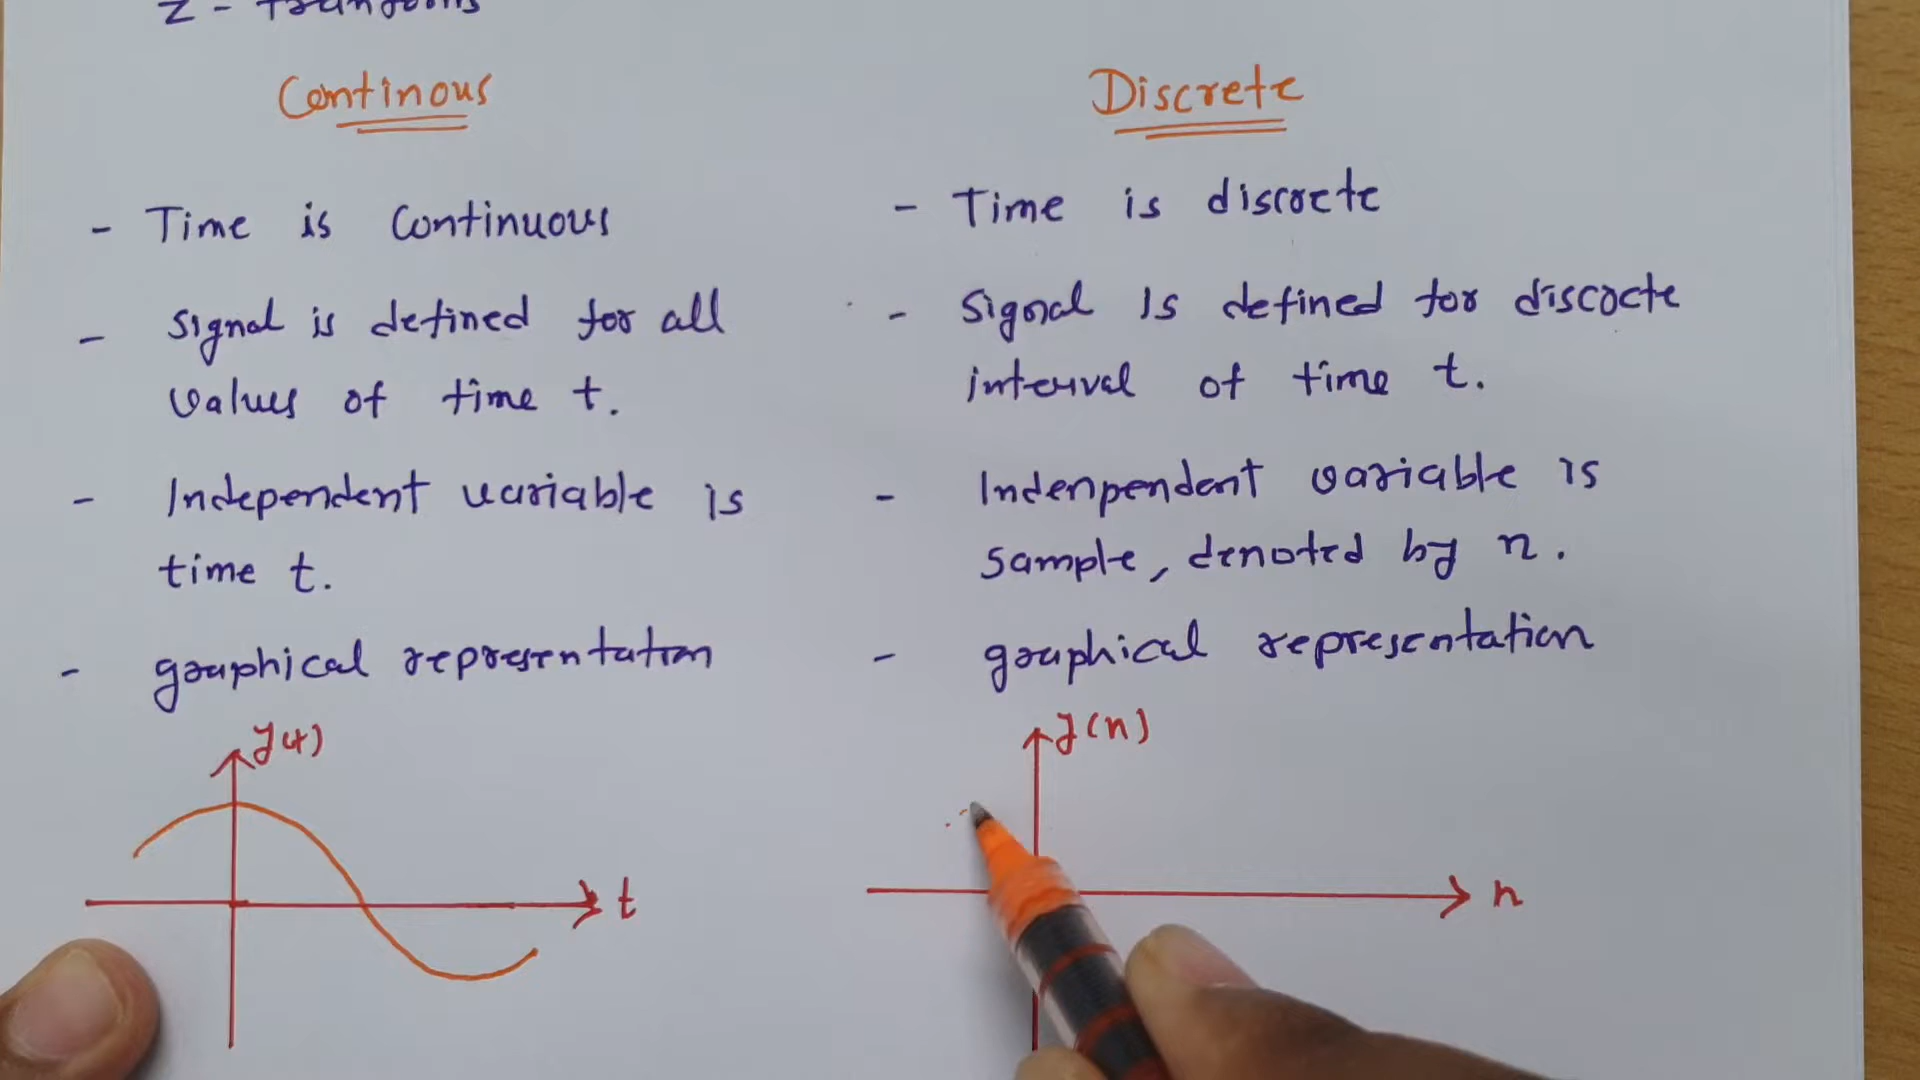 Continous
- Time is continuous
- Signal is defined for all
values of time t.
- Independent variable is
time t.
- graphical representation
y(t)
t
Discrete
- Time is discrete
- Signal is defined for discrete
interval of time t.
- Indenpendent variable is
sample, denoted by n.
- graphical representation
y(n)
n